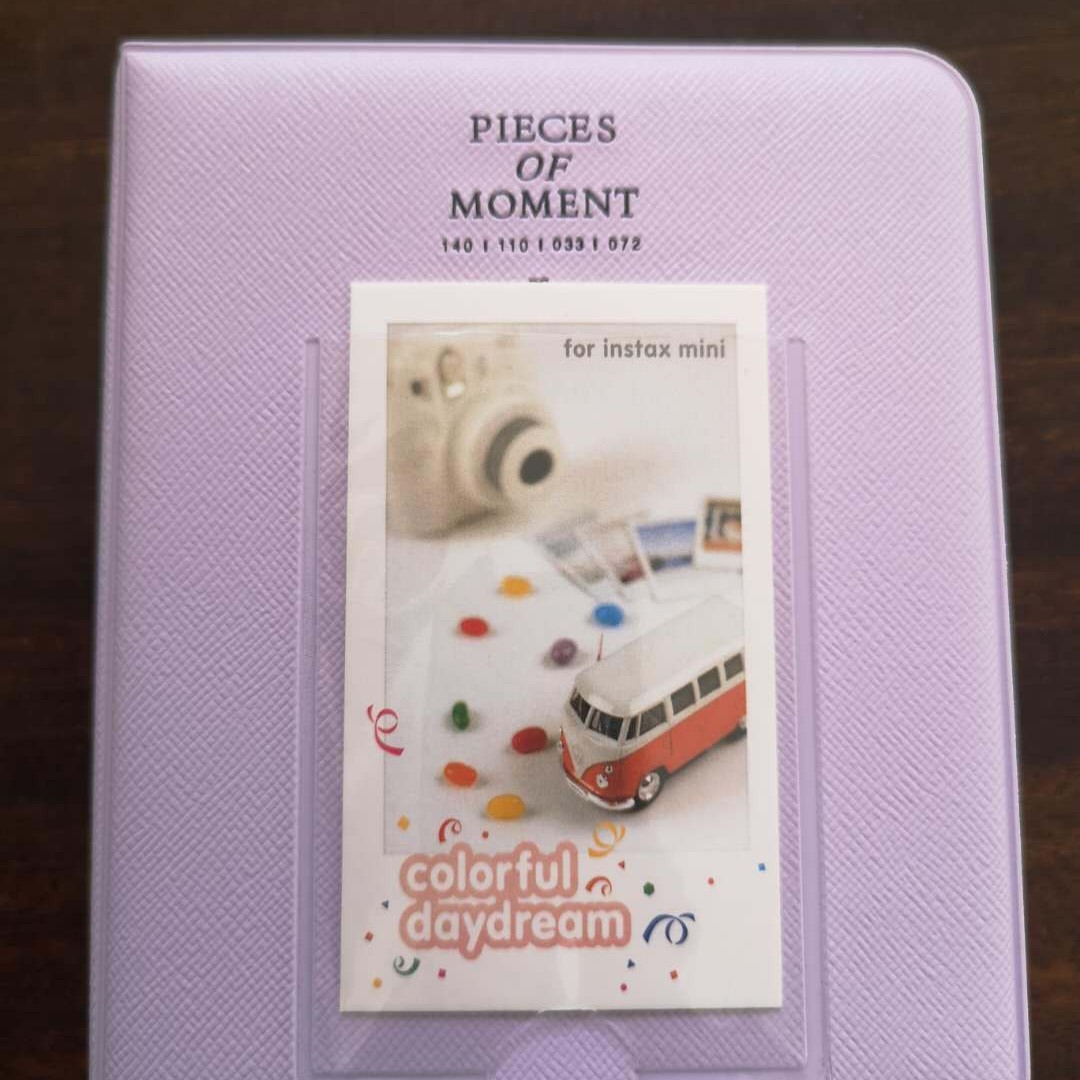 PIECES
OF
MOMENT
140 I 110 I 033 I 072
for instax mini
colorful
daydream